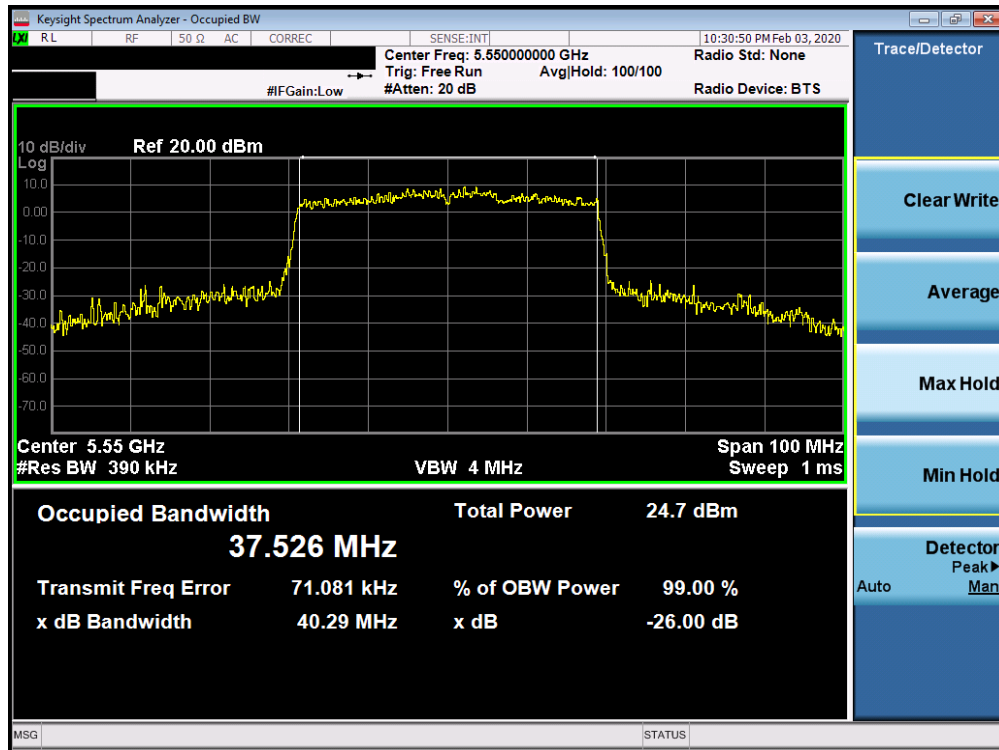 Keysight Spectrum Analyzer - Occupied BW
LXI RL RF 50 Ω AC CORREC SENSE:INT 10:30:50 PM Feb 03, 2020
Center Freq: 5.550000000 GHz Radio Std: None
Trig: Free Run Avg|Hold: 100/100
#IFGain:Low #Atten: 20 dB Radio Device: BTS
10 dB/div Ref 20.00 dBm
Log
10.0
0.00
-10.0
-20.0
-30.0
-40.0
-50.0
-60.0
-70.0
Center 5.55 GHz Span 100 MHz
#Res BW 390 kHz VBW 4 MHz Sweep 1 ms
Occupied Bandwidth Total Power 24.7 dBm
37.526 MHz
Transmit Freq Error 71.081 kHz % of OBW Power 99.00 %
x dB Bandwidth 40.29 MHz x dB -26.00 dB
MSG STATUS
Trace/Detector
Clear Write
Average
Max Hold
Min Hold
Detector
Peak
Auto Man